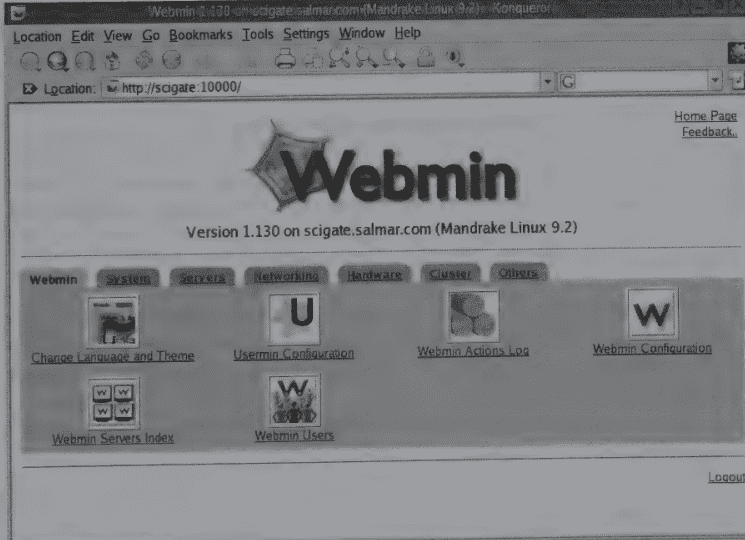 Webmin 1.130 on scigate.salmar.com (Mandrake Linux 9.2) - Konqueror
Location Edit View Go Bookmarks Tools Settings Window Help
Location: http://scigate:10000/
G
Home Page
Feedback..
Webmin
Version 1.130 on scigate.salmar.com (Mandrake Linux 9.2)
Webmin System Servers Networking Hardware Cluster Others
U W
Change Language and Theme Usermin Configuration Webmin Actions Log Webmin Configuration
W W W
W W
Webmin Servers Index Webmin Users
Logout